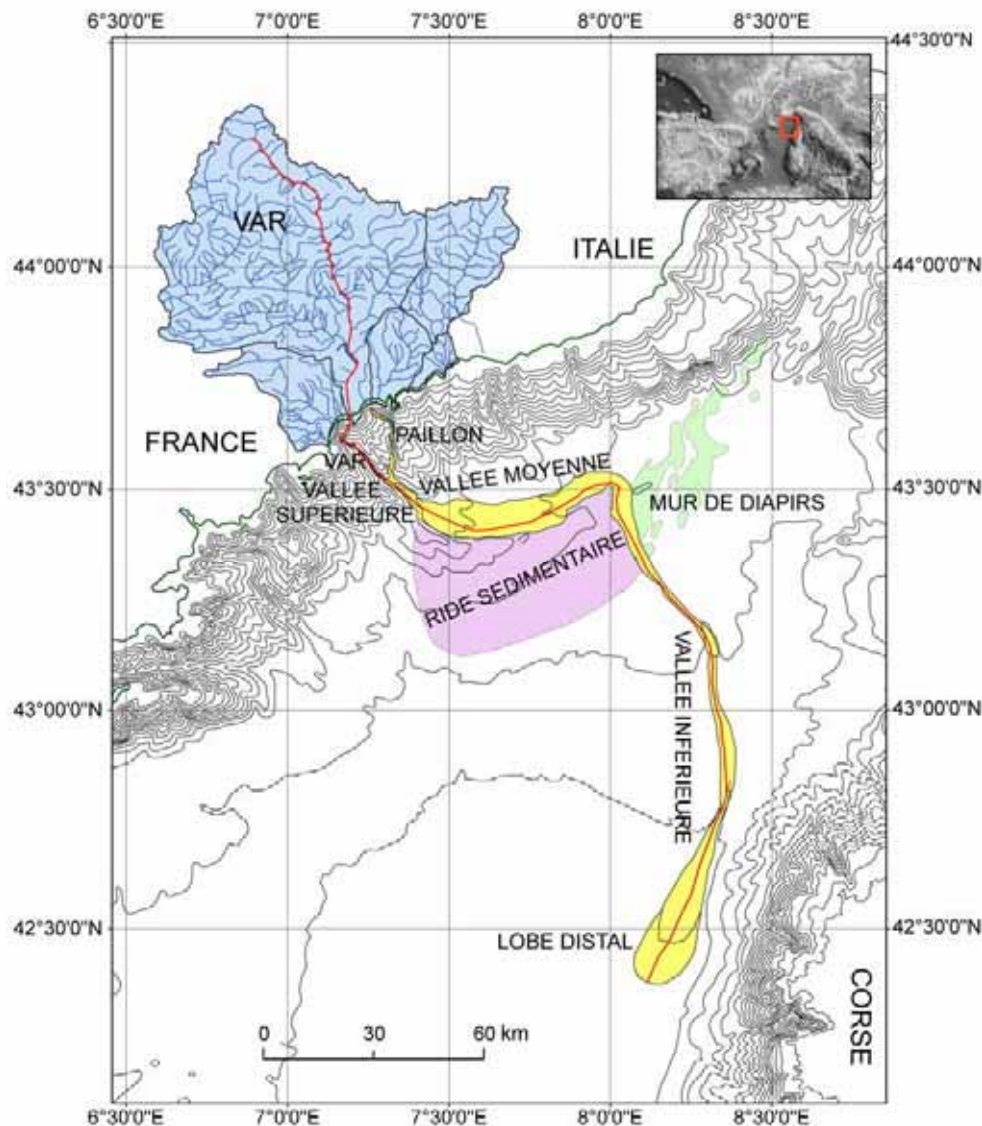 6°30'0"E 7°0'0"E 7°30'0"E 8°0'0"E 8°30'0"E
44°30'0"N
VAR
ITALIE
44°00'0"N 44°00'0"N
FRANCE
PAILLON
VAR
VALLEE
SUPERIEURE
VALLEE MOYENNE
43°30'0"N 43°30'0"N
MUR DE DIAPIRS
RIDE SEDIMENTAIRE
VALLEE INFERIEURE
43°00'0"N 43°00'0"N
42°30'0"N 42°30'0"N
LOBE DISTAL
CORSE
0 30 60 km
6°30'0"E 7°0'0"E 7°30'0"E 8°0'0"E 8°30'0"E